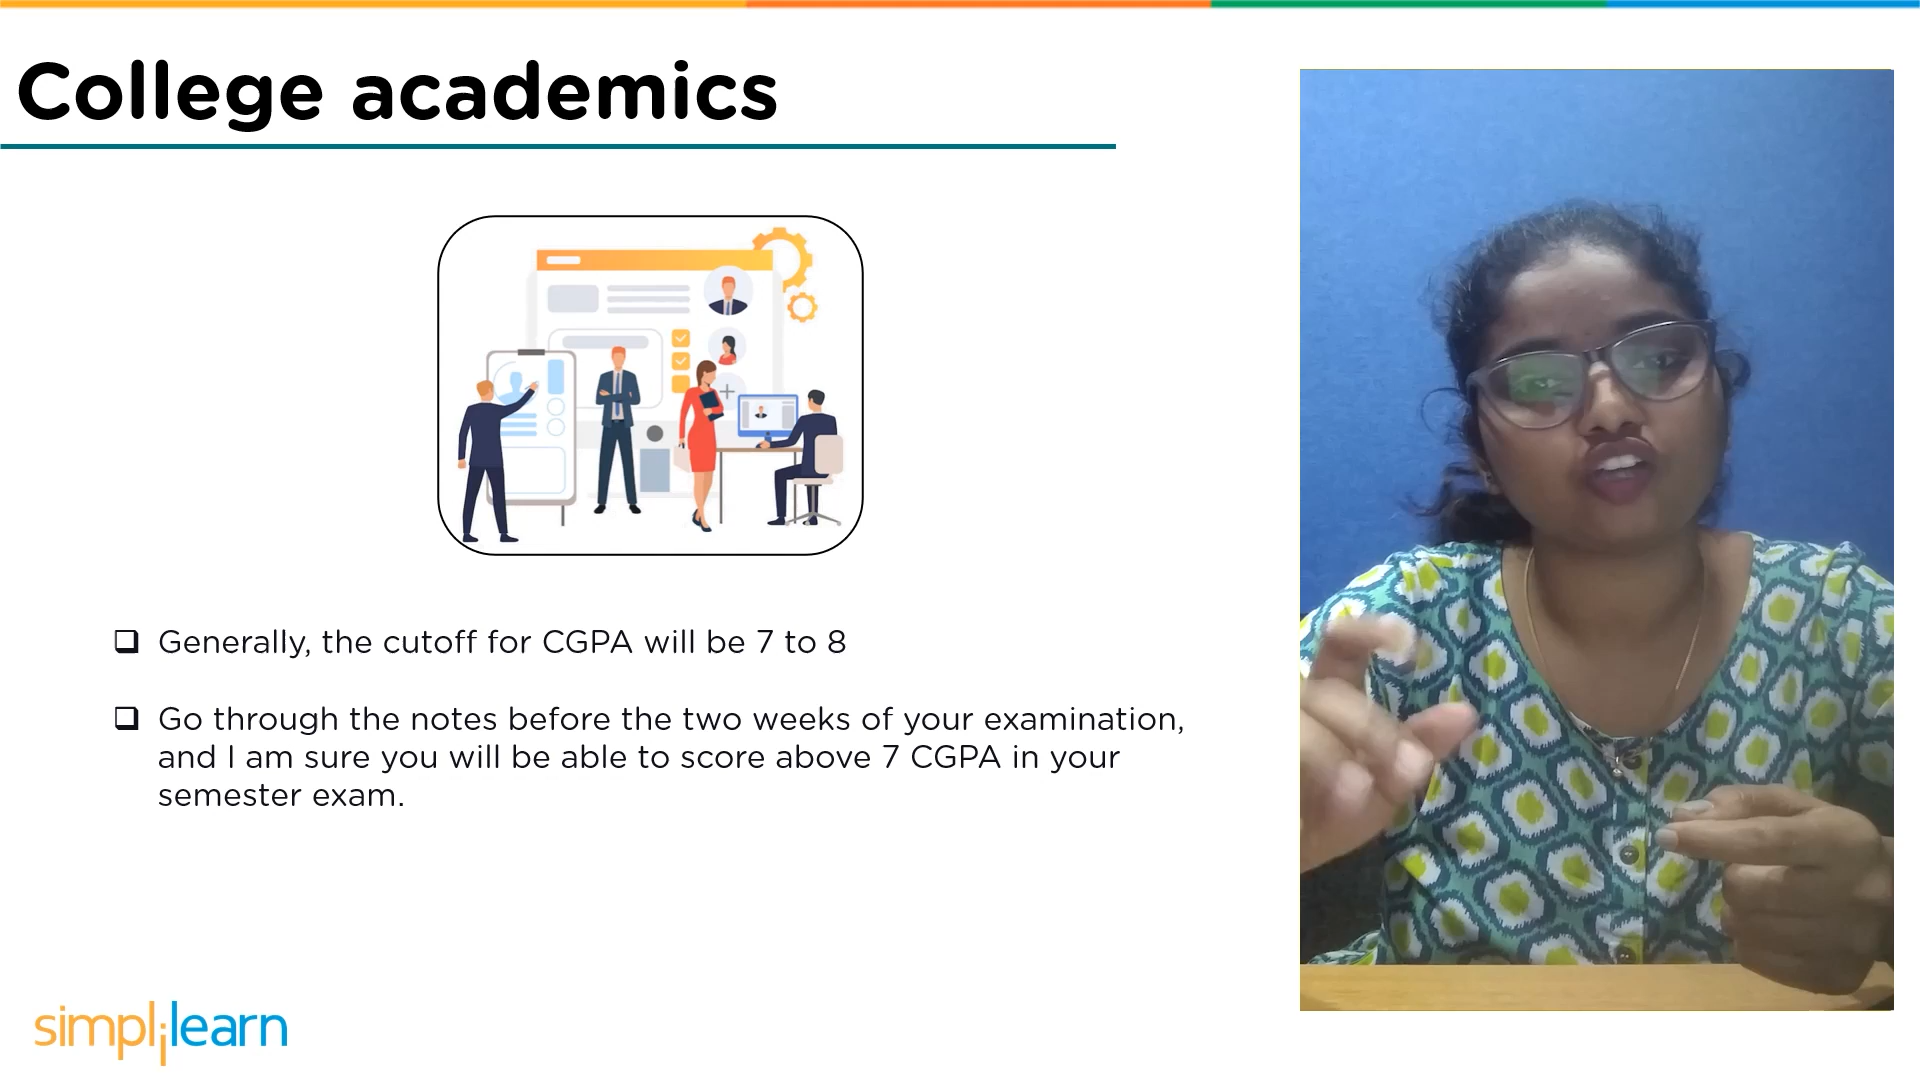 College academics
Generally, the cutoff for CGPA will be 7 to 8
Go through the notes before the two weeks of your examination,
and I am sure you will be able to score above 7 CGPA in your
semester exam.
simplilearn